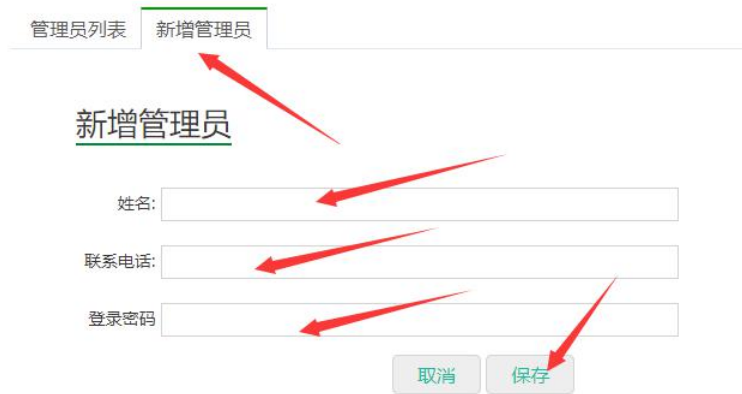 管理员列表 新增管理员
新增管理员
姓名:
联系电话:
登录密码
取消 保存